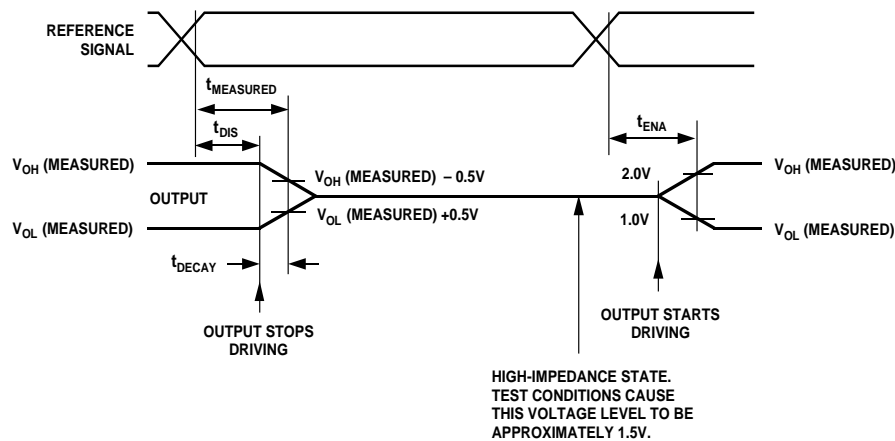 REFERENCE
SIGNAL
tMEASURED
tDIS
tENA
VOH (MEASURED)
VOH (MEASURED) – 0.5V
2.0V
VOH (MEASURED)
OUTPUT
VOL (MEASURED)
VOL (MEASURED) +0.5V
1.0V
VOL (MEASURED)
tDECAY
OUTPUT STOPS
DRIVING
OUTPUT STARTS
DRIVING
HIGH-IMPEDANCE STATE.
TEST CONDITIONS CAUSE
THIS VOLTAGE LEVEL TO BE
APPROXIMATELY 1.5V.